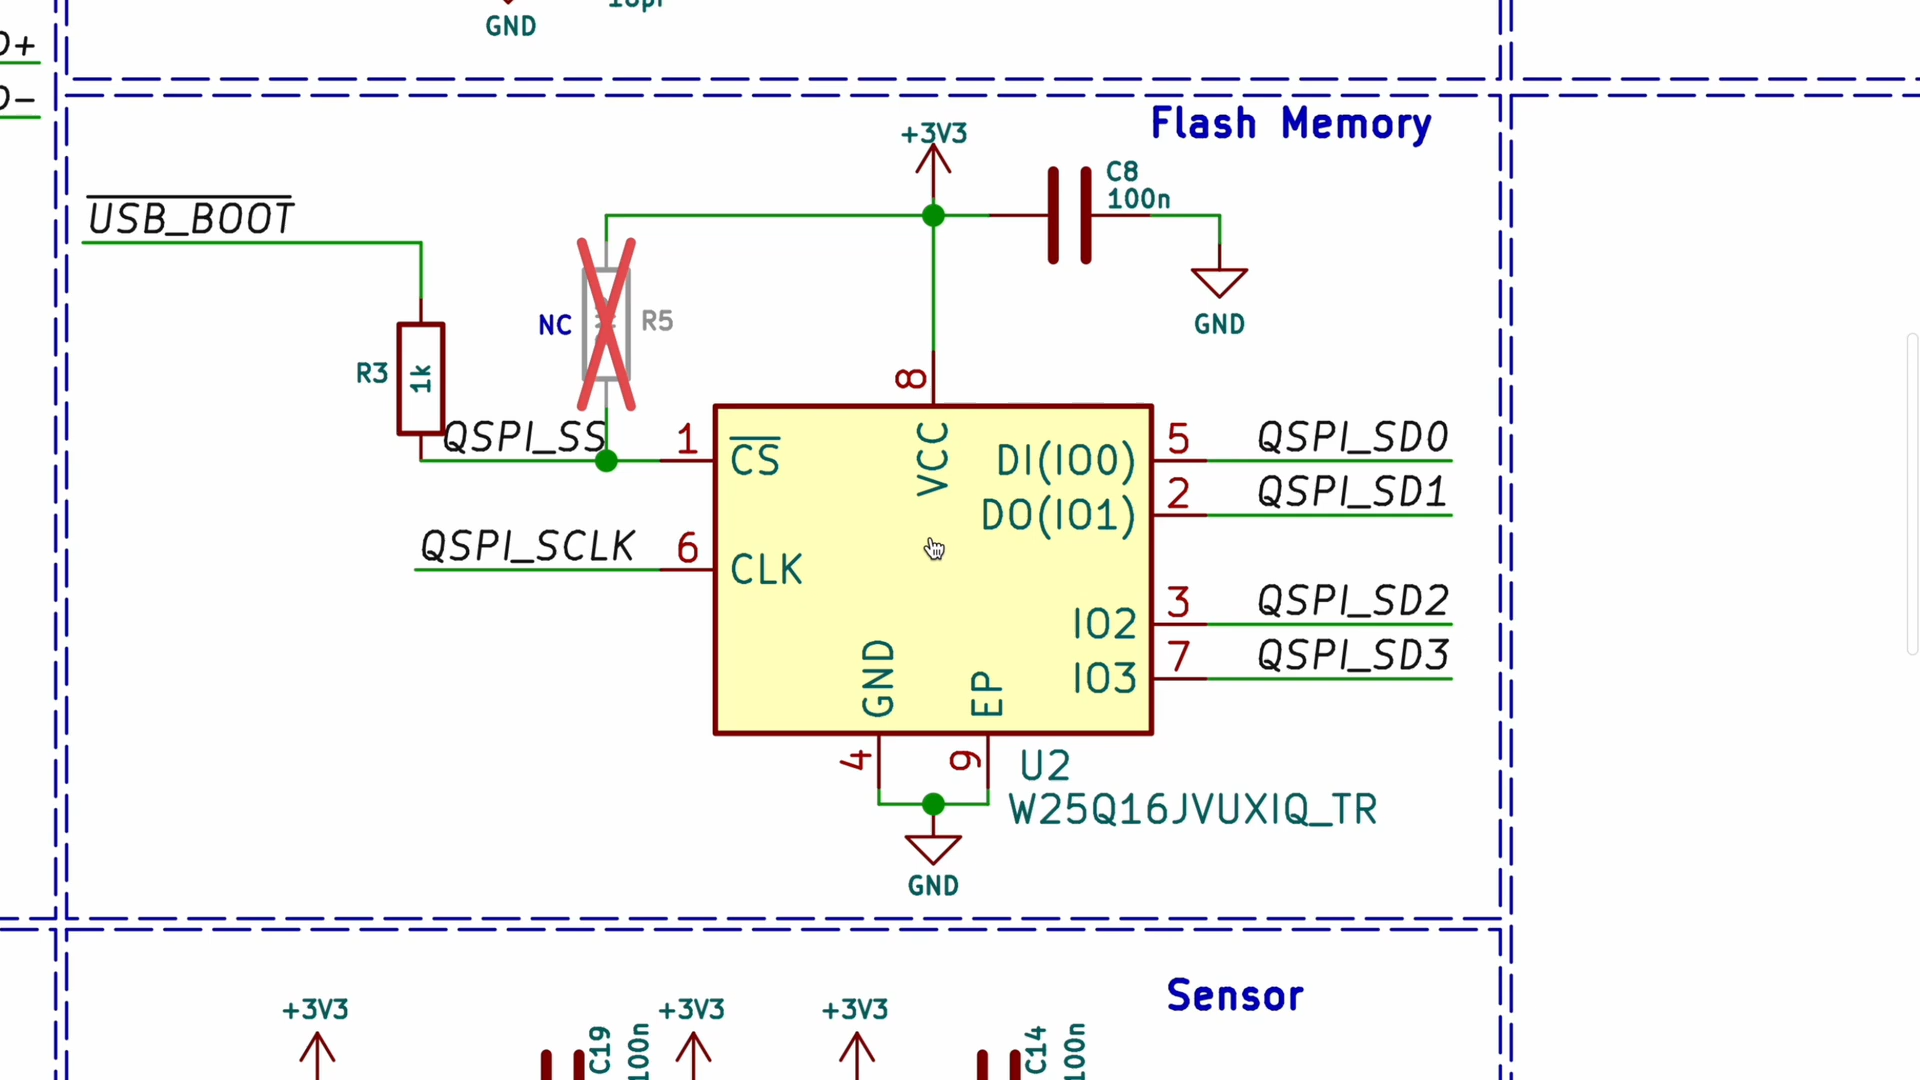 GND
D+
D-
Flash Memory
+3V3
C8
100n
USB_BOOT
GND
NC
R5
R3
1k
8
QSPI_SS
1
CS
VCC
DI(IO0)
5
QSPI_SD0
DO(IO1)
2
QSPI_SD1
QSPI_SCLK
6
CLK
IO2
3
QSPI_SD2
IO3
7
QSPI_SD3
GND
EP
4
9
U2
W25Q16JVUXIQ_TR
GND
Sensor
+3V3
+3V3
+3V3
C19
100n
C14
100n